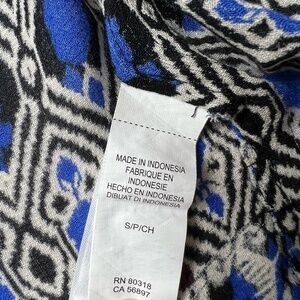 MADE IN INDONESIA
FABRIQUE EN
INDONESIE
HECHO EN INDONESIA
DIBUAT DI INDONESIA
S/P/CH
RN 80318
CA 56897